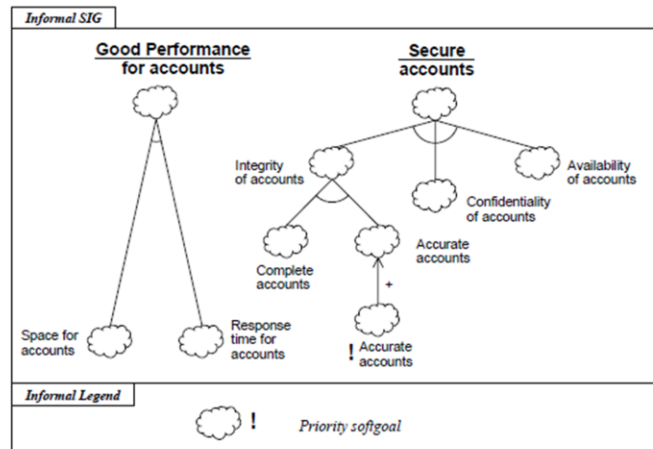 Informal SIG
Good Performance
for accounts
Secure
accounts
Integrity
of accounts
Availability
of accounts
Confidentiality
of accounts
Complete
accounts
Accurate
accounts
+
Space for
accounts
Response
time for
accounts
! Accurate
accounts
Informal Legend
! Priority softgoal